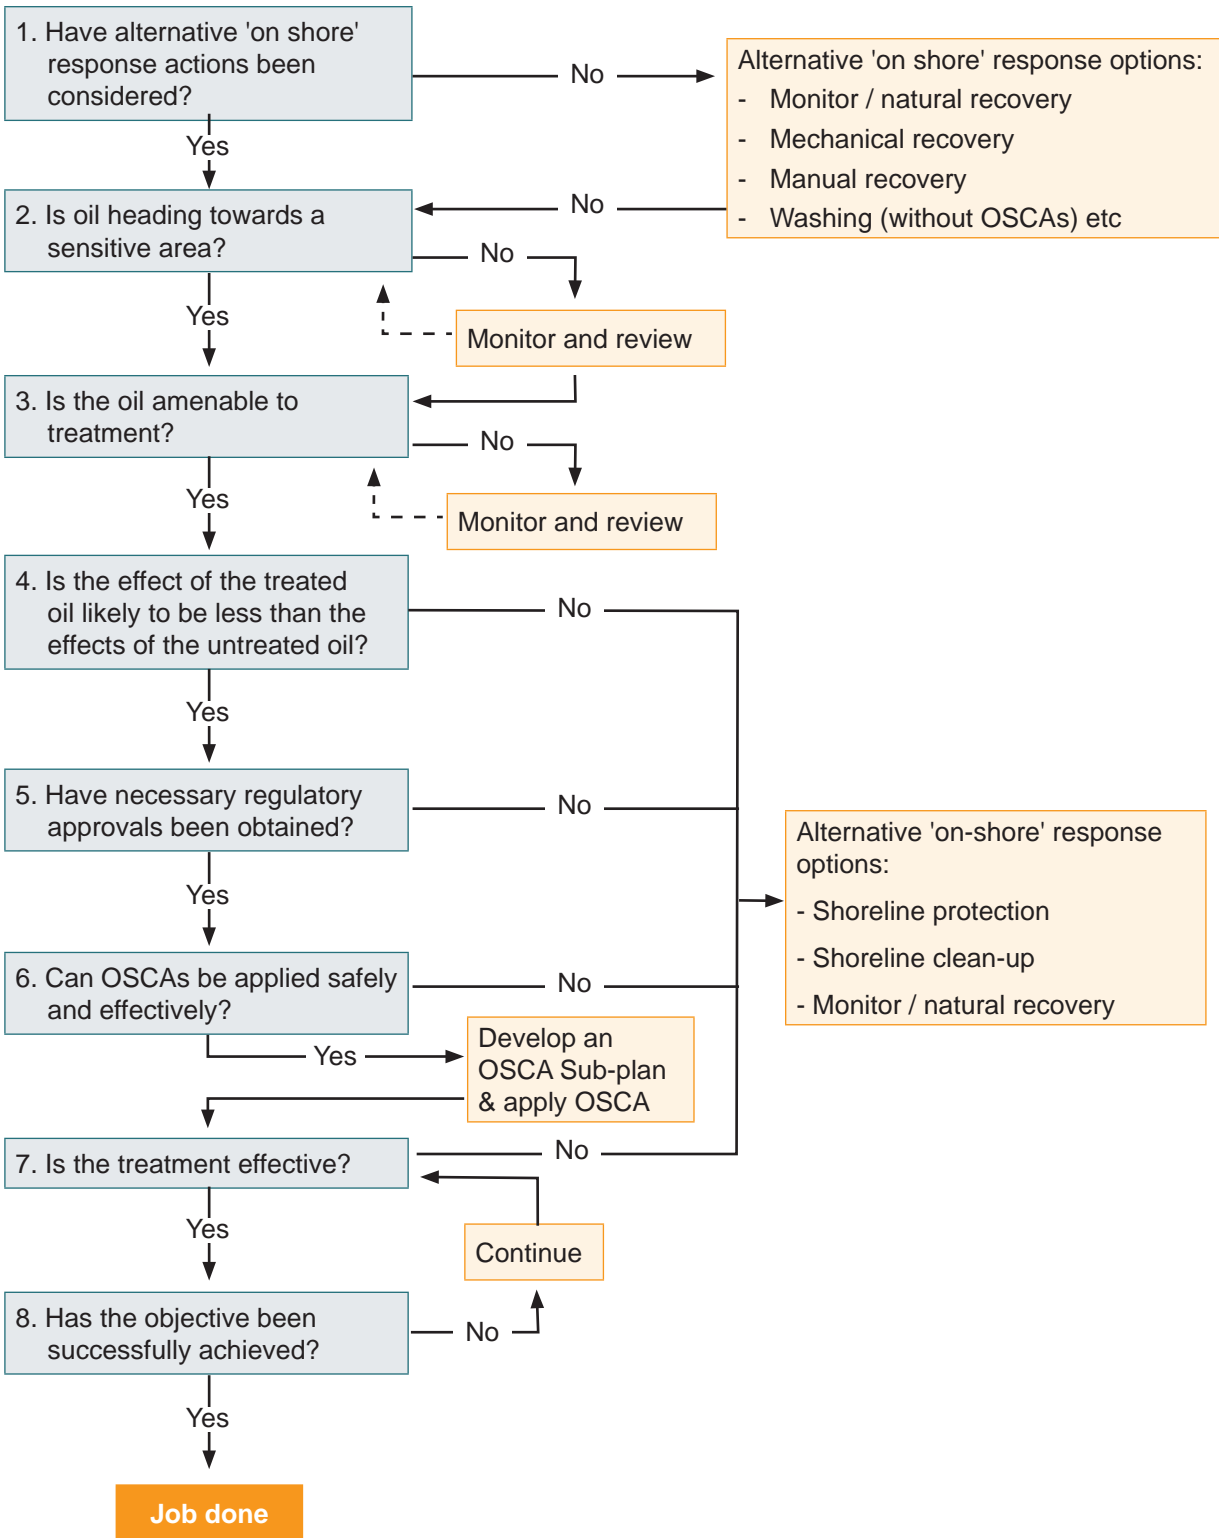 1. Have alternative 'on shore'
response actions been
considered?
No
Alternative 'on shore' response options:
- Monitor / natural recovery
- Mechanical recovery
- Manual recovery
- Washing (without OSCAs) etc
Yes
No
2. Is oil heading towards a
sensitive area?
No
Yes
Monitor and review
3. Is the oil amenable to
treatment?
No
Yes
Monitor and review
4. Is the effect of the treated
oil likely to be less than the
effects of the untreated oil?
No
Yes
5. Have necessary regulatory
approvals been obtained?
No
Alternative 'on-shore' response
options:
- Shoreline protection
- Shoreline clean-up
- Monitor / natural recovery
Yes
6. Can OSCAs be applied safely
and effectively?
No
Yes
Develop an
OSCA Sub-plan
& apply OSCA
7. Is the treatment effective?
No
Yes
Continue
8. Has the objective been
successfully achieved?
No
Yes
Job done